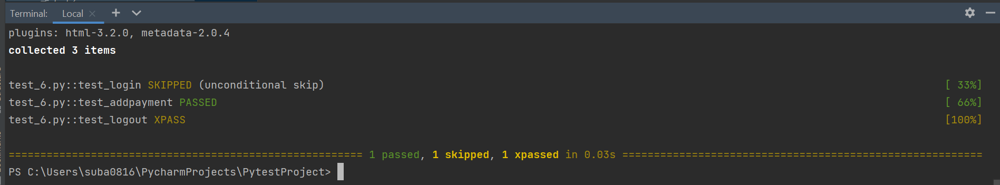 Terminal: Local × + 
plugins: html-3.2.0, metadata-2.0.4
collected 3 items
test_6.py::test_login SKIPPED (unconditional skip) [ 33%]
test_6.py::test_addpayment PASSED [ 66%]
test_6.py::test_logout XPASS [100%]
======================================================== 1 passed, 1 skipped, 1 xpassed in 0.03s =========================================================
PS C:\Users\suba0816\PycharmProjects\PytestProject>